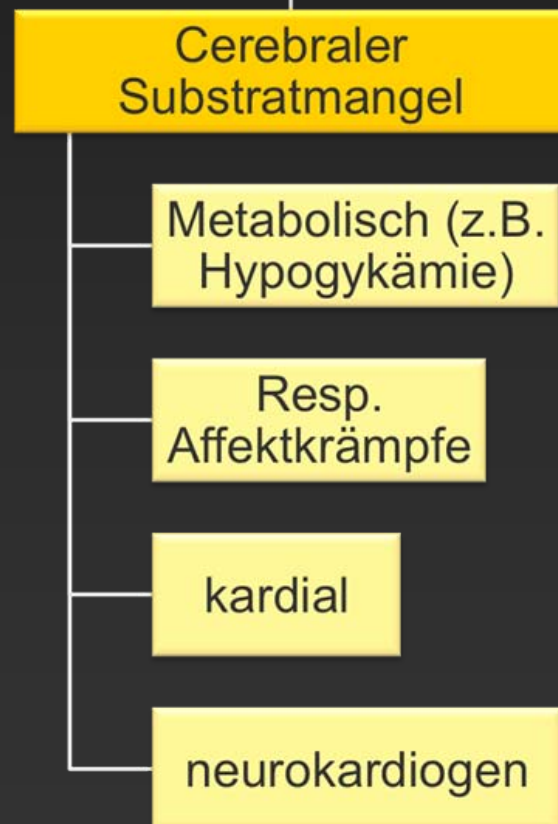 Cerebraler
Substratmangel
Metabolisch (z.B.
Hypogykämie)
Resp.
Affektkrämpfe
kardial
neurokardiogen